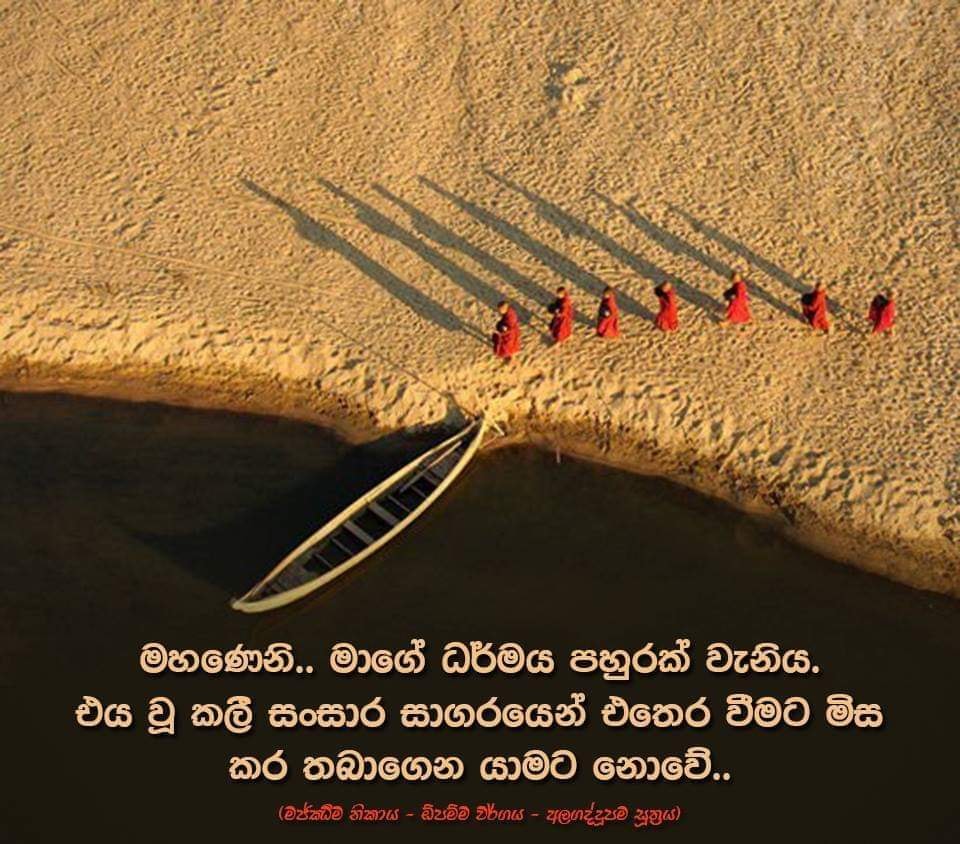 මහණෙනි.. මාගේ ධර්මය පහුරක් වැනිය.
එය වූ කලී සංසාර සාගරයෙන් එතෙර වීමට මිස
කර තබාගෙන යාමට නොවේ..
(මජ්ඣිම නිකාය - ඕපම්ම වර්ගය - අලගද්දූපම සූත්‍රය)